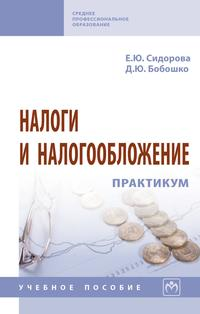 СРЕДНЕЕ
ПРОФЕССИОНАЛЬНОЕ
ОБРАЗОВАНИЕ
Е.Ю. Сидорова
Д.Ю. Бобошко
НАЛОГИ
И НАЛОГООБЛОЖЕНИЕ
ПРАКТИКУМ
УЧЕБНОЕ ПОСОБИЕ